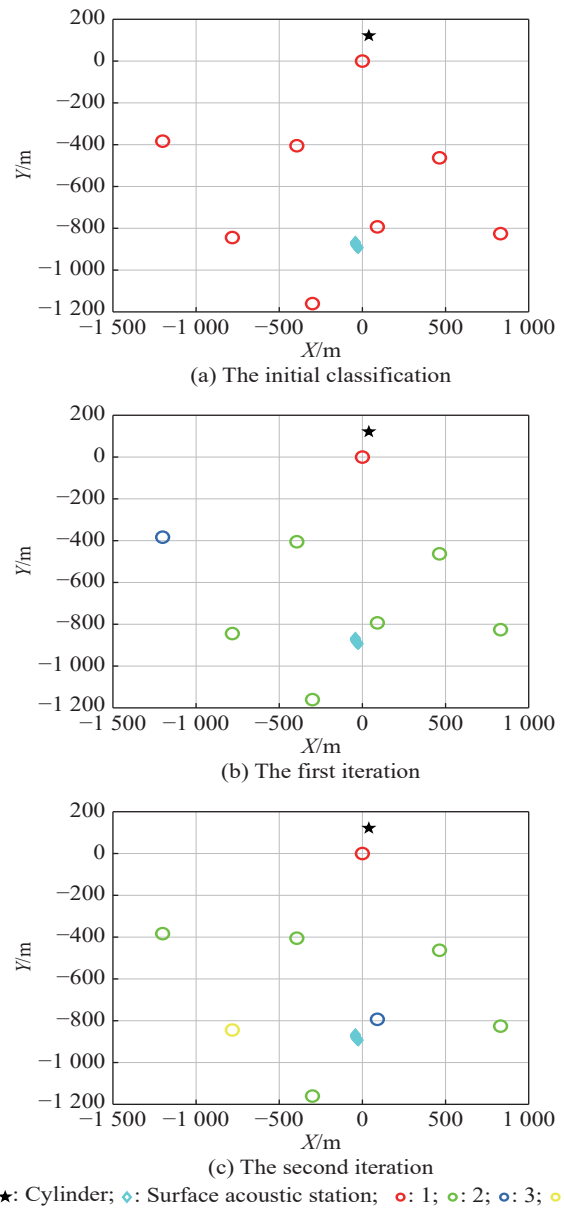 200
0
−400
−600
−800
−1 000
−1 200
Y/m
−1 500 −1 000 −500 0 500 1 000
X/m
(a) The initial classification
200
0
−200
−400
−600
−800
−1 000
−1 200
Y/m
−1 500 −1 000 −500 0 500 1 000
X/m
(b) The first iteration
200
0
−200
−400
−600
−800
−1 000
−1 200
Y/m
−1 500 −1 000 −500 0 500 1 000
X/m
(c) The second iteration
★: Cylinder; : Surface acoustic station; : 1; : 2; : 3;